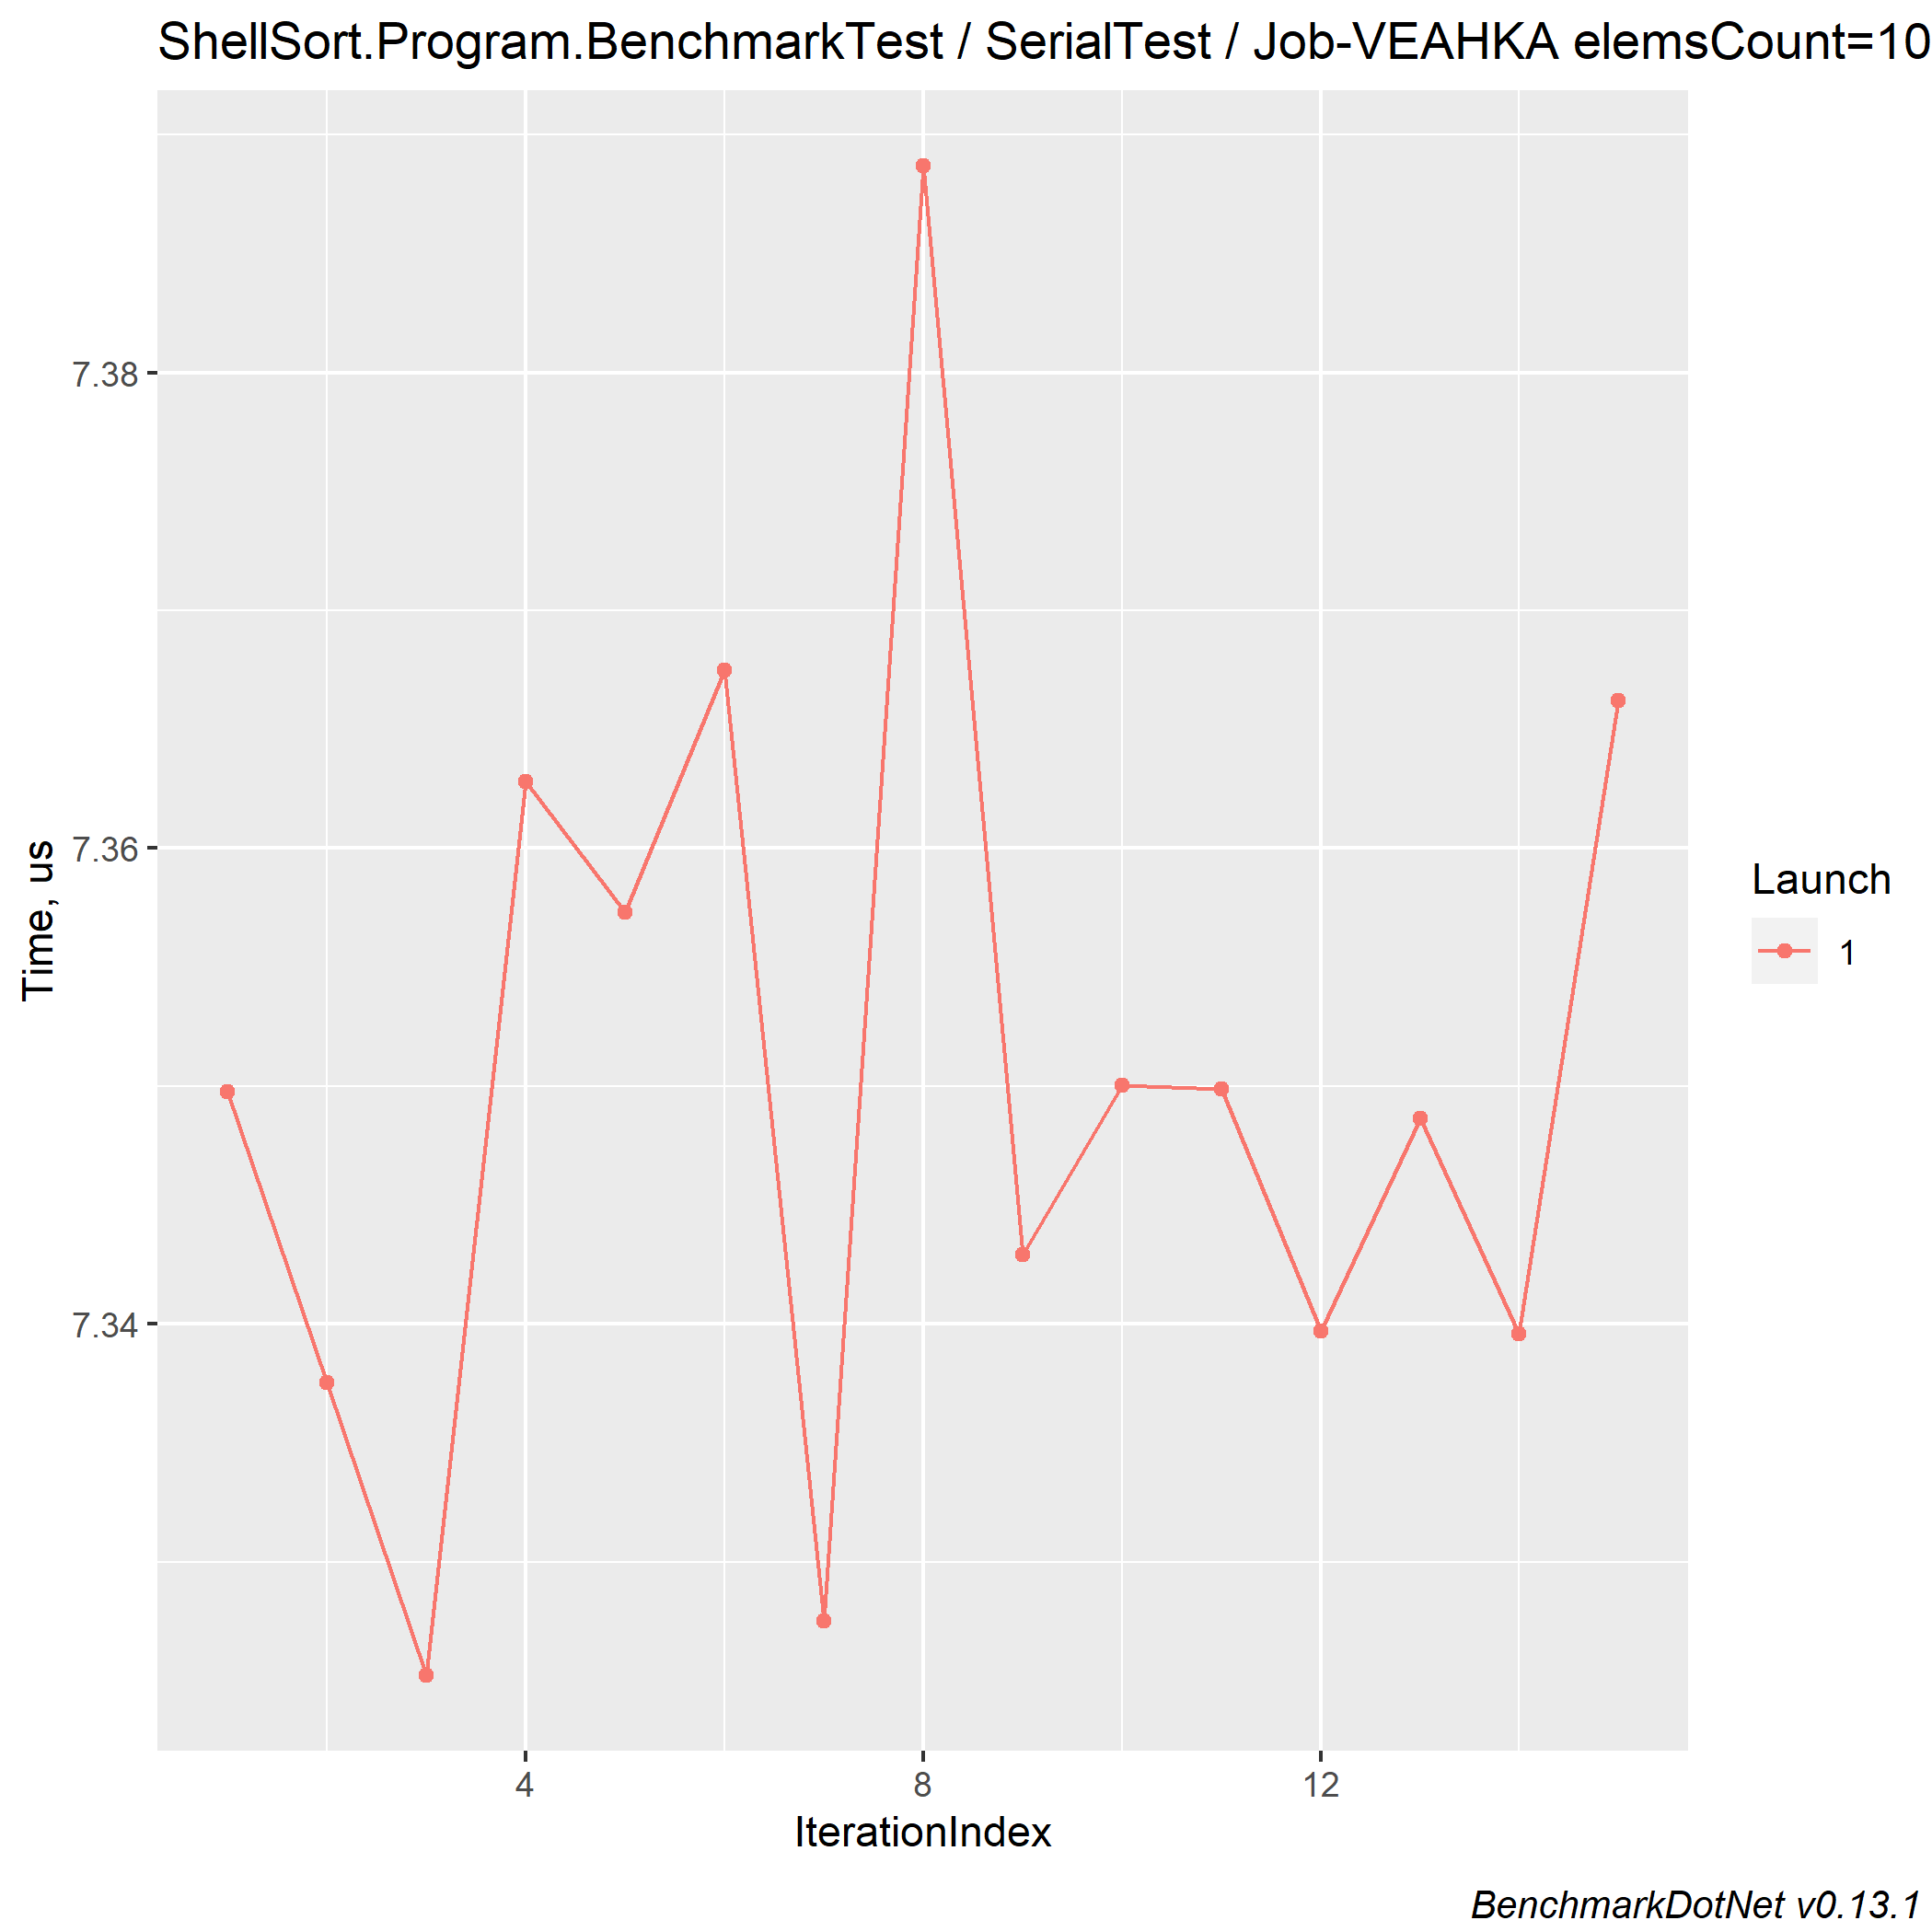 ShellSort.Program.BenchmarkTest / SerialTest / Job-VEAHKA elemsCount=10
Time, us
7.38
7.36
7.34
4
8
12
IterationIndex
Launch
1
BenchmarkDotNet v0.13.1